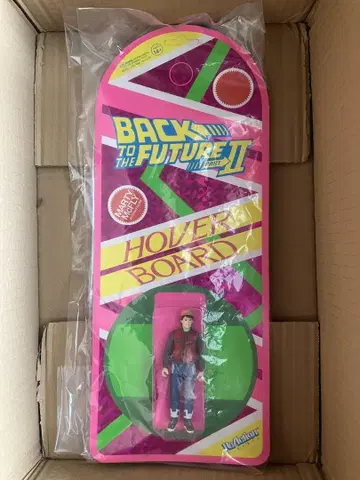 BACK
TO THE FUTURE
PART II
MARTY
McFLY
HOVER
BOARD
ReAction